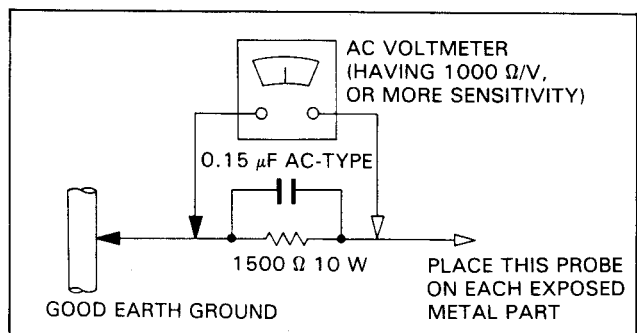 AC VOLTMETER
(HAVING 1000 Ω/V,
OR MORE SENSITIVITY)
0.15 µF AC-TYPE
1500 Ω 10 W
PLACE THIS PROBE
ON EACH EXPOSED
METAL PART
GOOD EARTH GROUND